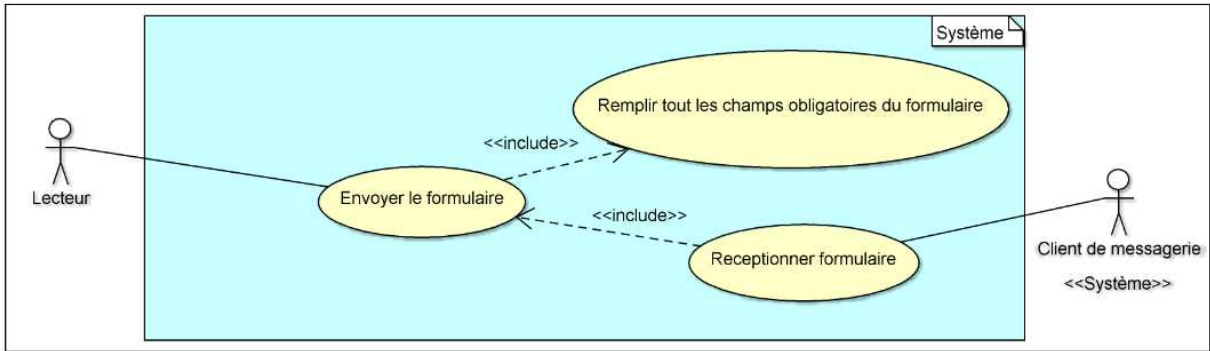 Système
Remplir tout les champs obligatoires du formulaire
<<include>>
Lecteur
Envoyer le formulaire
<<include>>
Receptionner formulaire
Client de messagerie
<<Système>>